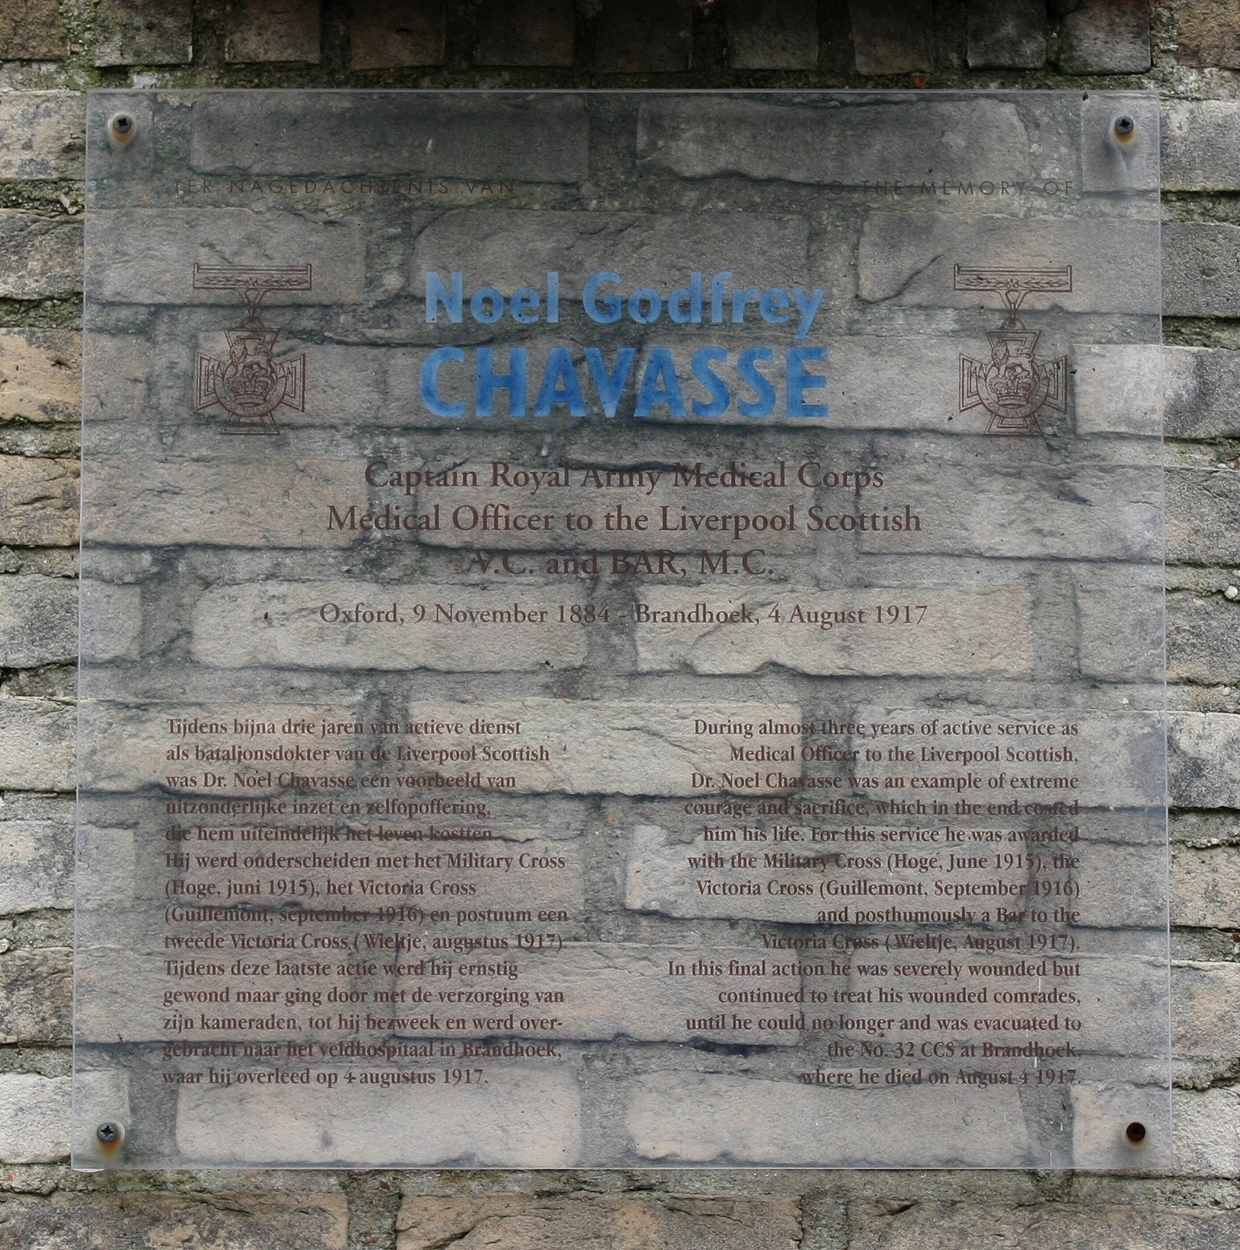 TER NAGEDACHTENIS VAN
TO THE MEMORY OF
Noel Godfrey
CHAVASSE
Captain Royal Army Medical Corps
Medical Officer to the Liverpool Scottish
V.C. and BAR, M.C.
Oxford, 9 November 1884 - Brandhoek, 4 August 1917
Tijdens bijna drie jaren van actieve dienst
als bataljonsdokter van de Liverpool Scottish
was Dr. Noel Chavasse een voorbeeld van
uitzonderlijke inzet en zelfopoffering,
die hem uiteindelijk het leven kostten.
Hij werd onderscheiden met het Military Cross
(Hoge, juni 1915), het Victoria Cross
(Guillemont, september 1916) en postuum een
tweede Victoria Cross ( Wieltje, augustus 1917)
Tijdens deze laatste actie werd hij ernstig
gewond maar ging door met de verzorging van
zijn kameraden, tot hij bezweek en werd over-
gebracht naar het veldhospitaal in Brandhoek,
waar hij overleed op 4 augustus 1917.
During almost three years of active service as
Medical Officer to the Liverpool Scottish,
Dr. Noel Chavasse was an example of extreme
courage and sacrifice, which in the end costed
him his life. For this service he was awarded
with the Military Cross (Hoge, June 1915), the
Victoria Cross (Guillemont, September 1916)
and posthumously a Bar to the
Victoria Cross ( Wieltje, August 1917).
In this final action he was severely wounded but
continued to treat his wounded comrades,
until he could no longer and was evacuated to
the No. 32 CCS at Brandhoek,
where he died on August 4 1917.